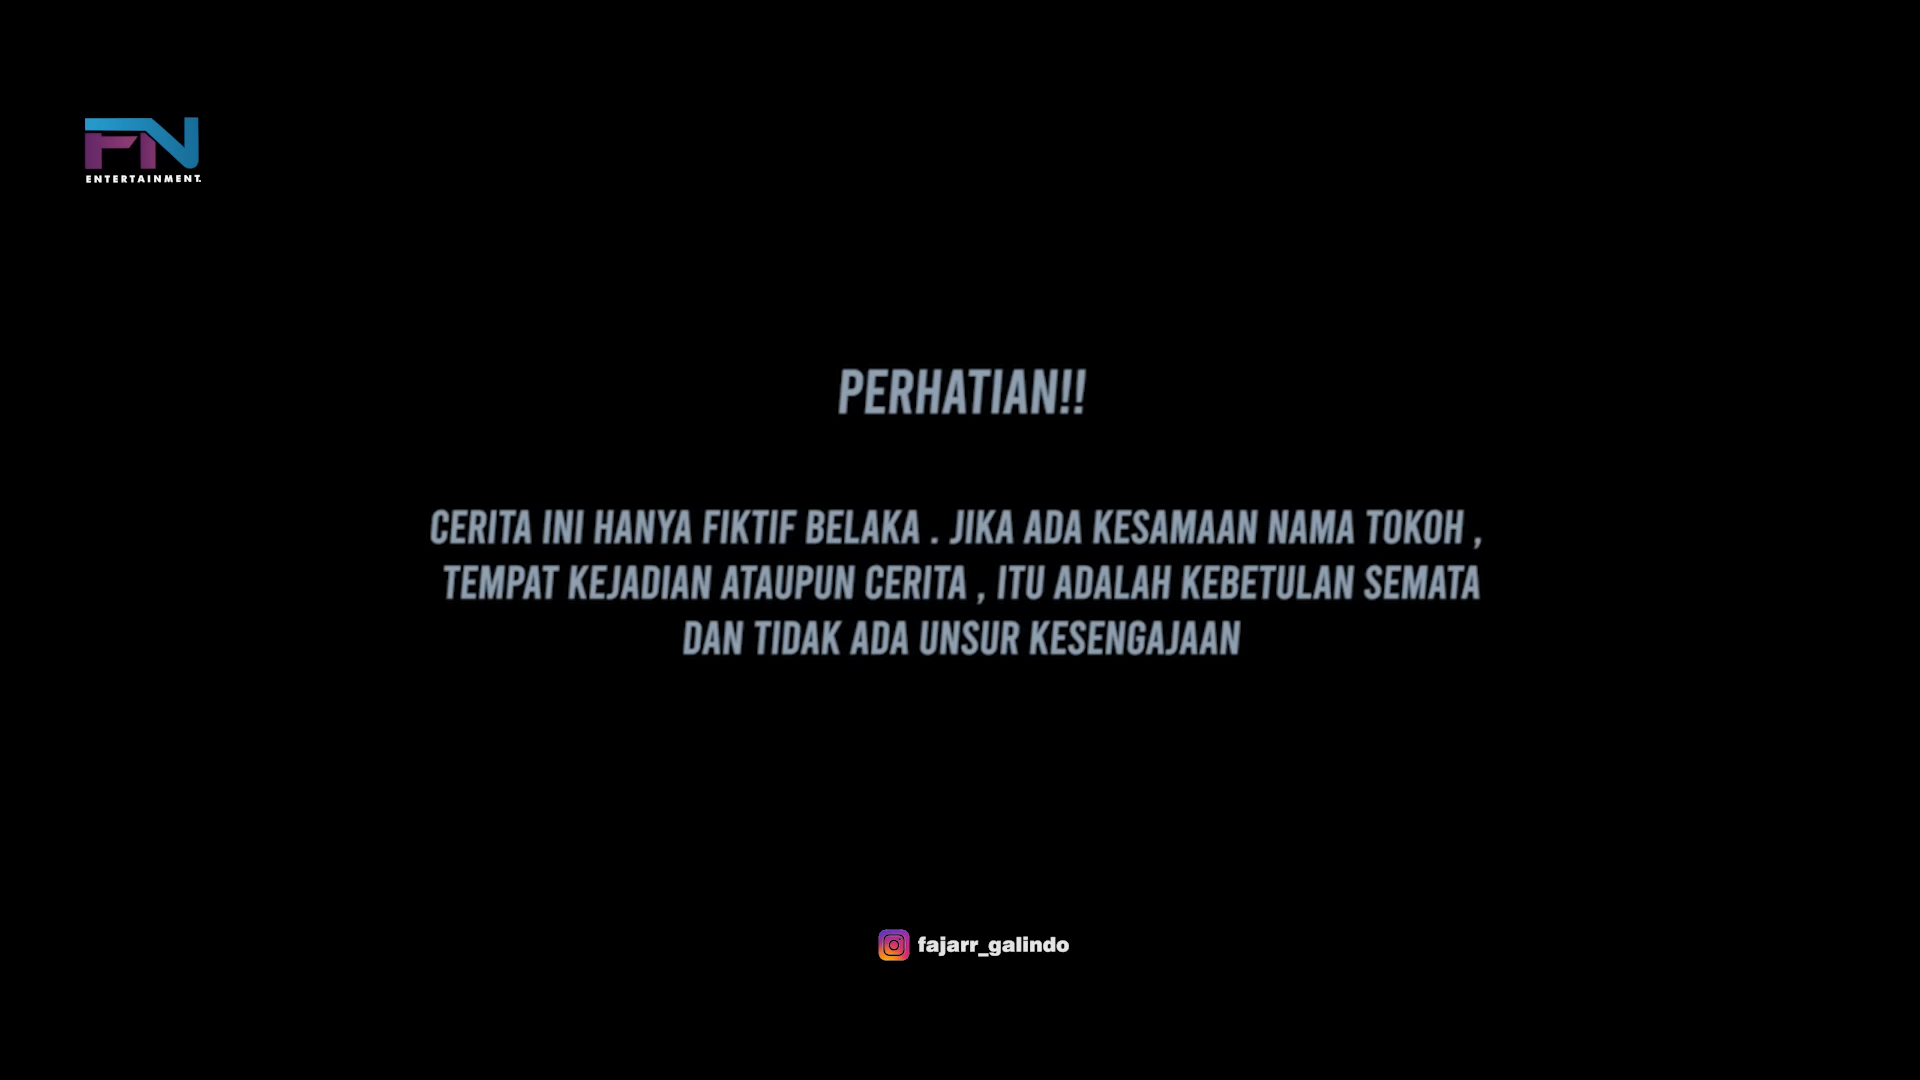 FN
ENTERTAINMENT.
PERHATIAN!!
CERITA INI HANYA FIKTIF BELAKA . JIKA ADA KESAMAAN NAMA TOKOH ,
TEMPAT KEJADIAN ATAUPUN CERITA , ITU ADALAH KEBETULAN SEMATA
DAN TIDAK ADA UNSUR KESENGAJAAN
fajarr_galindo